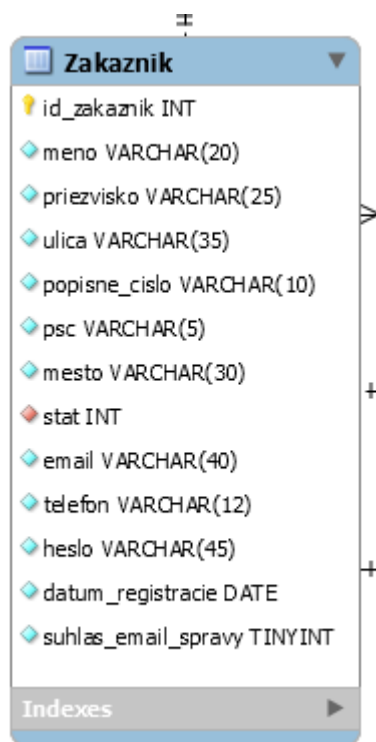 Zakaznik
id_zakaznik INT
meno VARCHAR(20)
priezvisko VARCHAR(25)
ulica VARCHAR(35)
popisne_cislo VARCHAR(10)
psc VARCHAR(5)
mesto VARCHAR(30)
stat INT
email VARCHAR(40)
telefon VARCHAR(12)
heslo VARCHAR(45)
datum_registracie DATE
suhlas_email_spravy TINYINT
Indexes